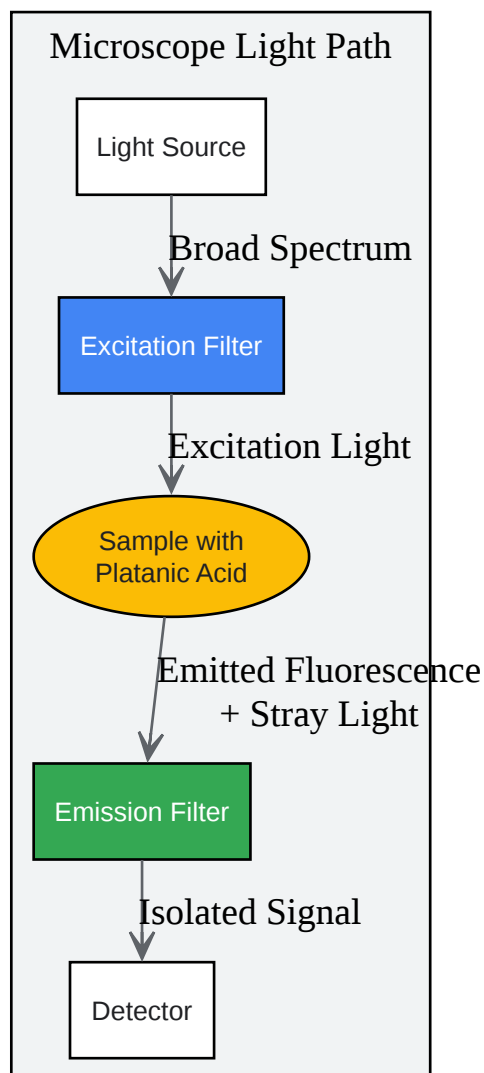 Microscope Light Path
Light Source
Broad Spectrum
Excitation Filter
Excitation Light
Sample with
Platanic Acid
Emitted Fluorescence
+ Stray Light
Emission Filter
Isolated Signal
Detector